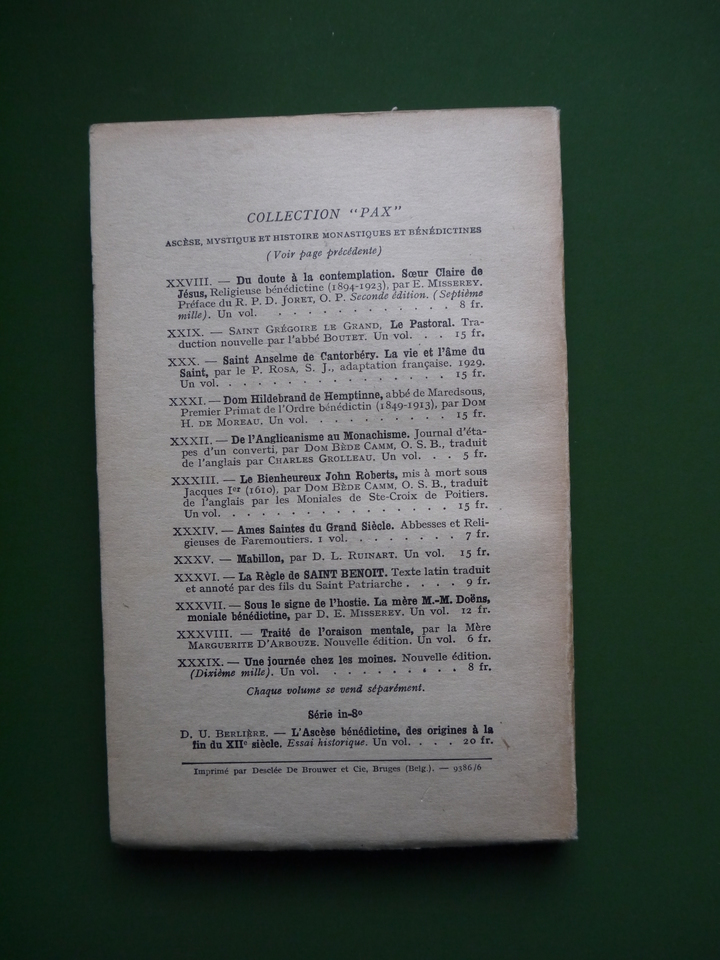 COLLECTION "PAX"
ASCÈSE, MYSTIQUE ET HISTOIRE MONASTIQUES ET BÉNÉDICTINES
(Voir page précédente)
XXVIII. — Du doute à la contemplation. Sœur Claire de
Jésus, Religieuse bénédictine (1894-1923), par E. MISSEREY.
Préface du R. P. D. JORET, O. P. Seconde édition. (Septième
mille). Un vol. . . . . . . . . . . . 8 fr.
XXIX. — SAINT GRÉGOIRE LE GRAND, Le Pastoral. Tra-
duction nouvelle par l'abbé BOUTET. Un vol . . . 15 fr.
XXX. — Saint Anselme de Cantorbéry. La vie et l'âme du
Saint, par le P. ROSA, S. J., adaptation française. 1929.
Un vol. . . . . . . . . . . . . . 15 fr.
XXXI. — Dom Hildebrand de Hemptinne, abbé de Maredsous,
Premier Primat de l'Ordre bénédictin (1849-1913), par DOM
H. DE MOREAU. Un vol. . . . . . . . . 15 fr.
XXXII. — De l'Anglicanisme au Monachisme. Journal d'éta-
pes d'un converti, par DOM BÈDE CAMM, O. S. B., traduit
de l'anglais par CHARLES GROLLEAU. Un vol . . 5 fr.
XXXIII. — Le Bienheureux John Roberts, mis à mort sous
Jacques Ier (1610), par DOM BÈDE CAMM, O. S. B., traduit
de l'anglais par les Moniales de Ste-Croix de Poitiers.
Un vol. . . . . . . . . . . . . . 15 fr.
XXXIV. — Ames Saintes du Grand Siècle. Abbesses et Reli-
gieuses de Faremoutiers. 1 vol. . . . . . . . 7 fr.
XXXV. — Mabillon, par D. L. RUINART. Un vol. 15 fr.
XXXVI. — La Règle de SAINT BENOIT. Texte latin traduit
et annoté par des fils du Saint Patriarche . . . . 9 fr.
XXXVII. — Sous le signe de l'hostie. La mère M.-M. Doëns,
moniale bénédictine, par D. E. MISSEREY. Un vol. 12 fr.
XXXVIII. — Traité de l'oraison mentale, par la Mère
MARGUERITE D'ARBOUZE. Nouvelle édition. Un vol. 6 fr.
XXXIX. — Une journée chez les moines. Nouvelle édition.
(Dixième mille). Un vol. . . . . . . . . 8 fr.
Chaque volume se vend séparément.
Série in-8o
D. U. BERLIÈRE. — L'Ascèse bénédictine, des origines à la
fin du XIIe siècle. Essai historique. Un vol. . . . 20 fr.
Imprimé par Desclée De Brouwer et Cie, Bruges (Belg.). — 9386/6